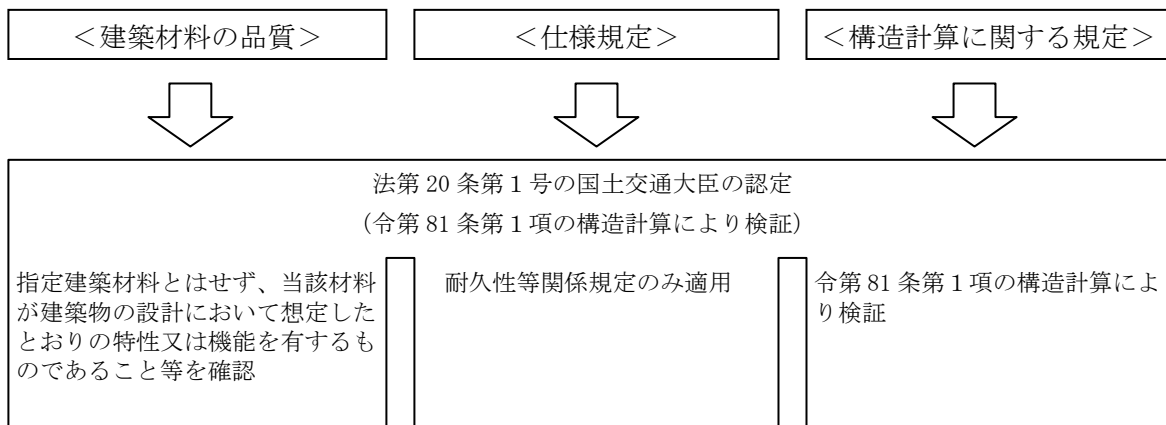 ＜建築材料の品質＞
＜仕様規定＞
＜構造計算に関する規定＞
法第 20 条第１号の国土交通大臣の認定
（令第 81 条第１項の構造計算により検証）
指定建築材料とはせず、当該材料
が建築物の設計において想定した
とおりの特性又は機能を有するも
のであること等を確認
耐久性等関係規定のみ適用
令第 81 条第１項の構造計算によ
り検証